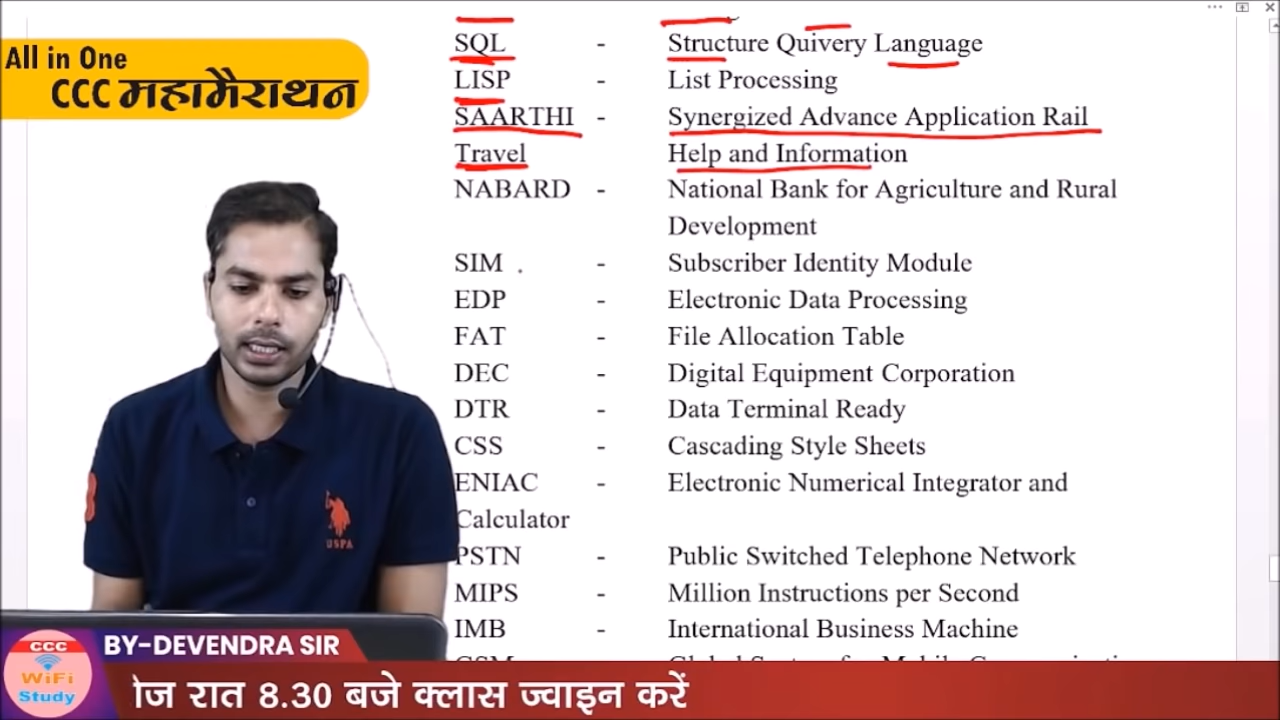 All in One
CCC महामैराथन
SQL - Structure Quivery Language
LISP - List Processing
SAARTHI - Synergized Advance Application Rail
Travel Help and Information
NABARD - National Bank for Agriculture and Rural
Development
SIM - Subscriber Identity Module
EDP - Electronic Data Processing
FAT - File Allocation Table
DEC - Digital Equipment Corporation
DTR - Data Terminal Ready
CSS - Cascading Style Sheets
ENIAC - Electronic Numerical Integrator and
Calculator
PSTN - Public Switched Telephone Network
MIPS - Million Instructions per Second
IMB - International Business Machine
USPA
BY-DEVENDRA SIR
CCC
WiFi
Study
रात 8.30 बजे क्लास ज्वाइन करें